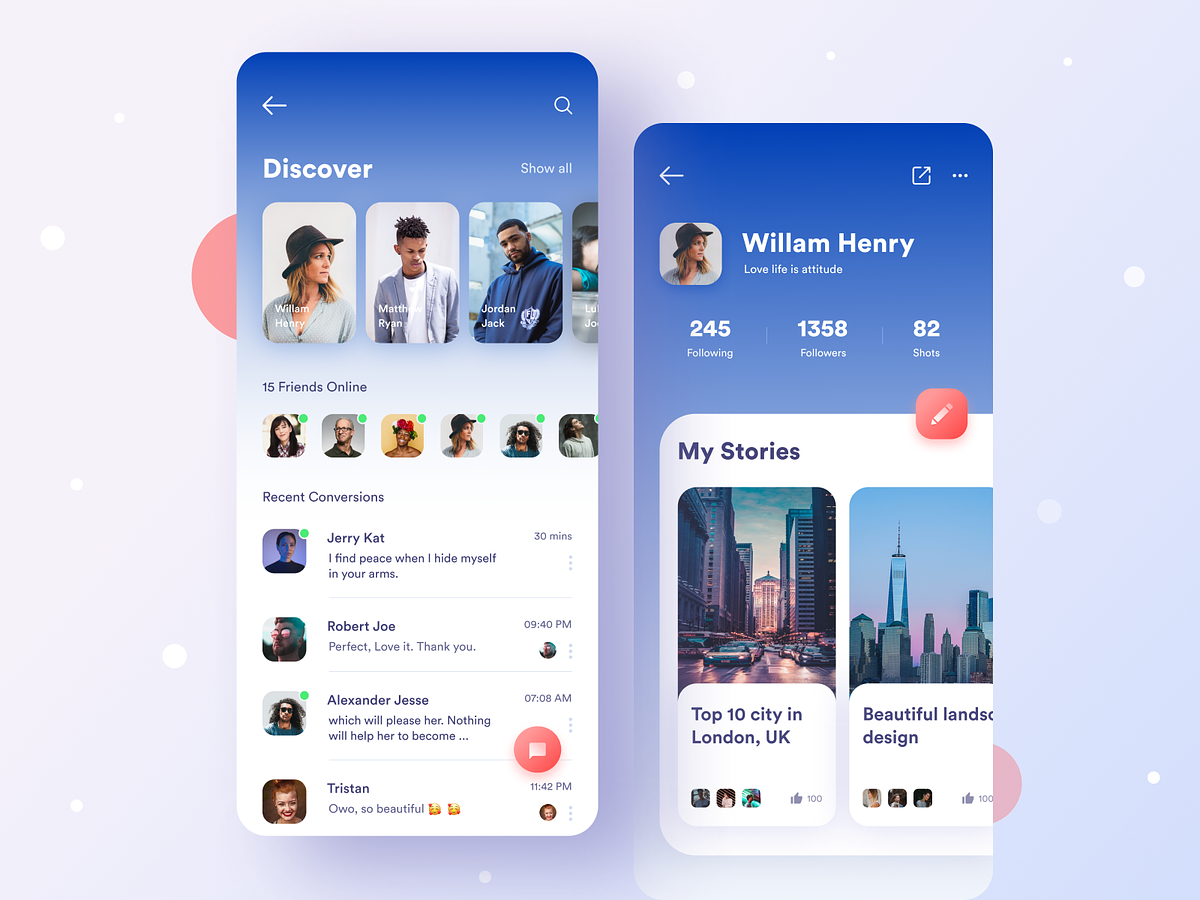 Discover
Show all
Willam
Henry
Matthew
Ryan
Jordan
Jack
15 Friends Online
Recent Conversions
Jerry Kat
30 mins
I find peace when I hide myself
in your arms.
Robert Joe
09:40 PM
Perfect, Love it. Thank you.
Alexander Jesse
07:08 AM
which will please her. Nothing
will help her to become ...
Tristan
11:42 PM
Owo, so beautiful 🥰 🥰
Willam Henry
Love life is attitude
245
Following
1358
Followers
82
Shots
My Stories
Top 10 city in
London, UK
100
Beautiful
design
100